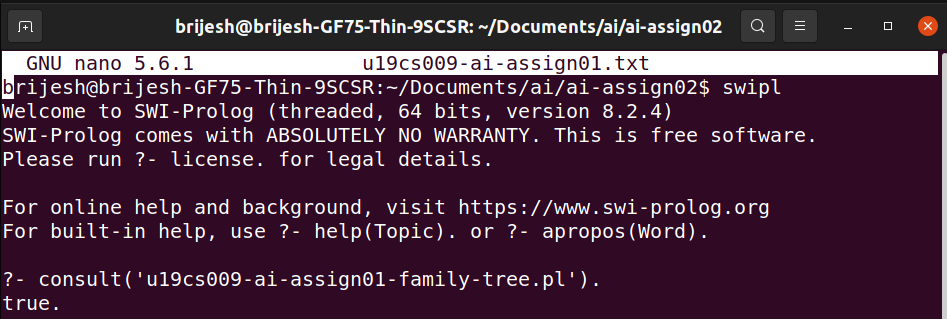 brijesh@brijesh-GF75-Thin-9SCSR: ~/Documents/ai/ai-assign02
GNU nano 5.6.1 u19cs009-ai-assign01.txt
brijesh@brijesh-GF75-Thin-9SCSR:~/Documents/ai/ai-assign02$ swipl
Welcome to SWI-Prolog (threaded, 64 bits, version 8.2.4)
SWI-Prolog comes with ABSOLUTELY NO WARRANTY. This is free software.
Please run ?- license. for legal details.
For online help and background, visit https://www.swi-prolog.org
For built-in help, use ?- help(Topic). or ?- apropos(Word).
?- consult('u19cs009-ai-assign01-family-tree.pl').
true.